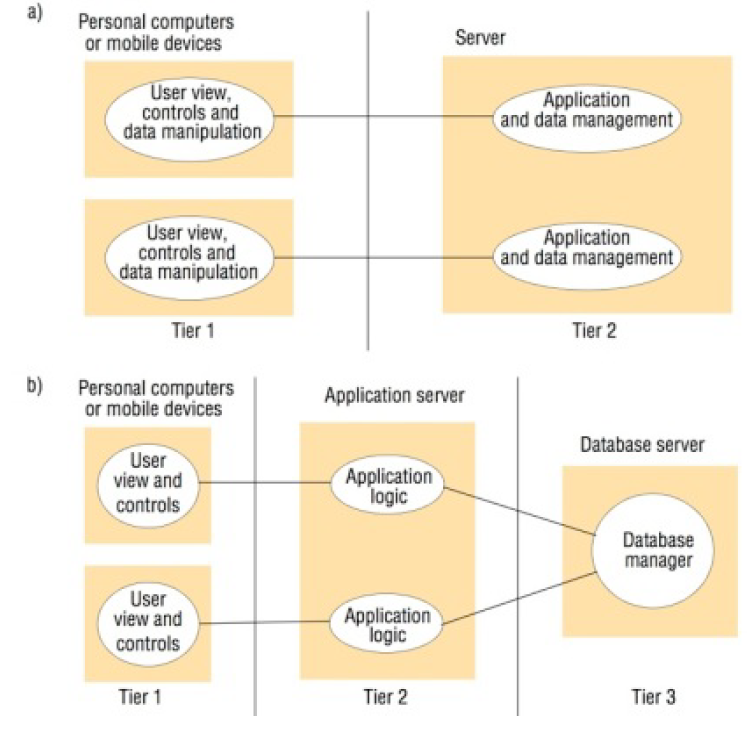 a)
Personal computers
or mobile devices
Server
User view,
controls and
data manipulation
Application
and data management
User view,
controls and
data manipulation
Application
and data management
Tier 1
Tier 2
b)
Personal computers
or mobile devices
Application server
Database server
User
view and
controls
Application
logic
Database
manager
User
view and
controls
Application
logic
Tier 1
Tier 2
Tier 3